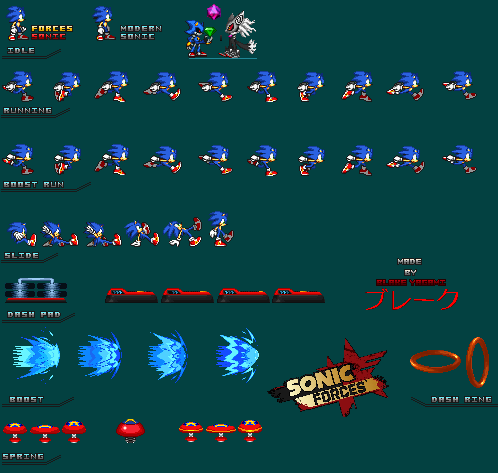 FORCES
SONIC
MODERN
SONIC
IDLE
RUNNING
BOOST RUN
SLIDE
MADE
BY
ブレーク
DASH PAD
SONIC
FORCES
BOOST
DASH RING
SPRING